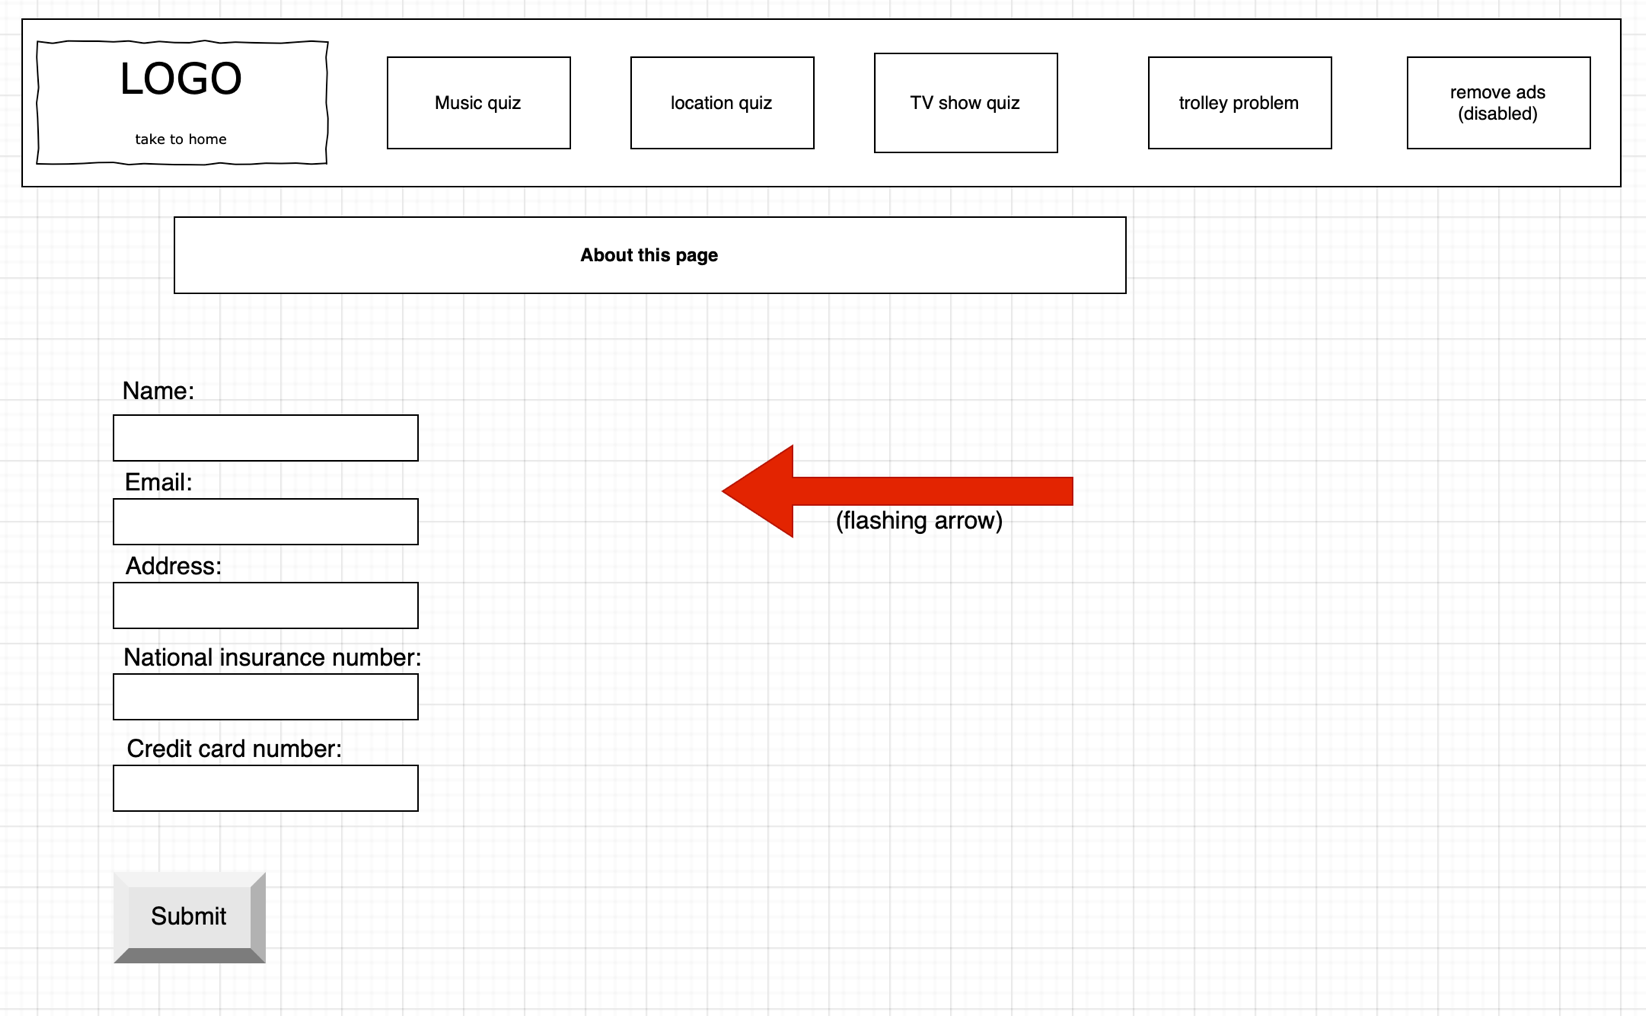 LOGO
take to home
Music quiz
location quiz
TV show quiz
trolley problem
remove ads
(disabled)
About this page
Name:
Email:
(flashing arrow)
Address:
National insurance number:
Credit card number:
Submit